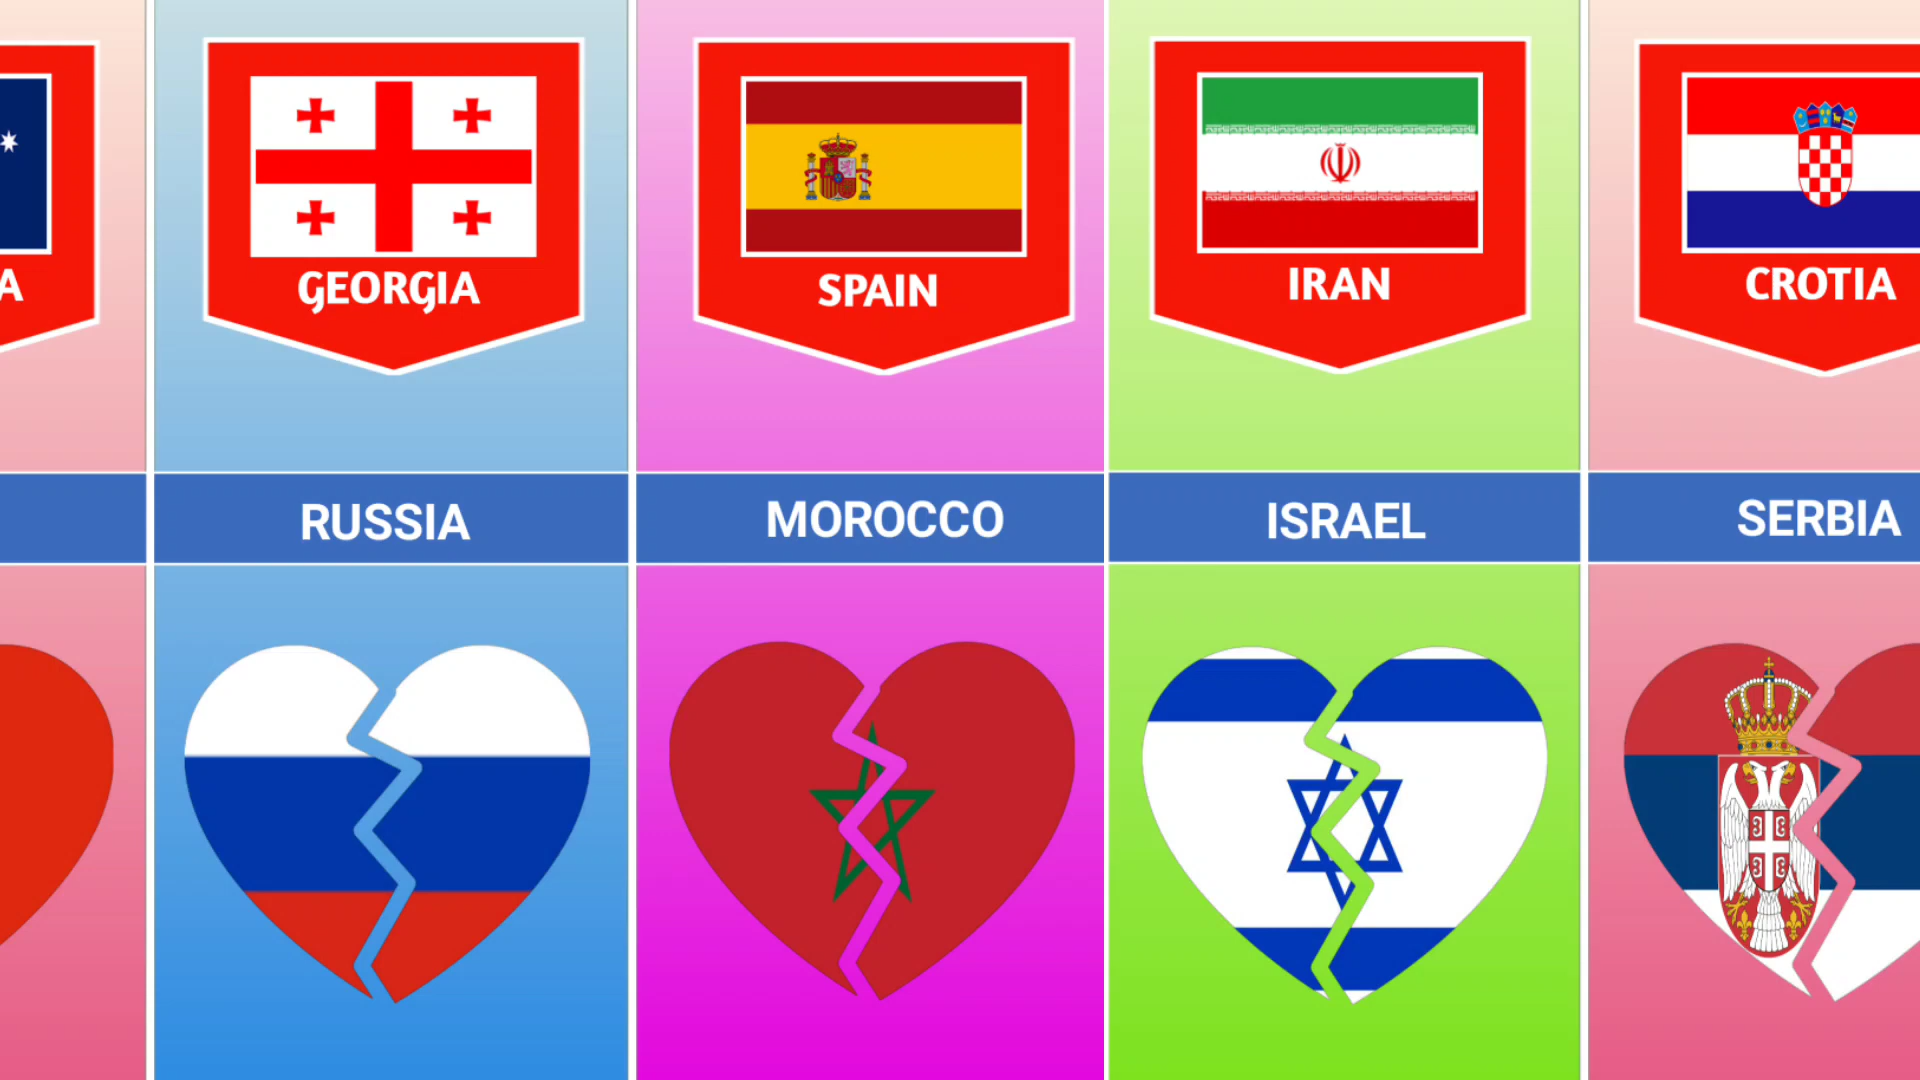 A
GEORGIA
SPAIN
IRAN
CROTIA
RUSSIA
MOROCCO
ISRAEL
SERBIA